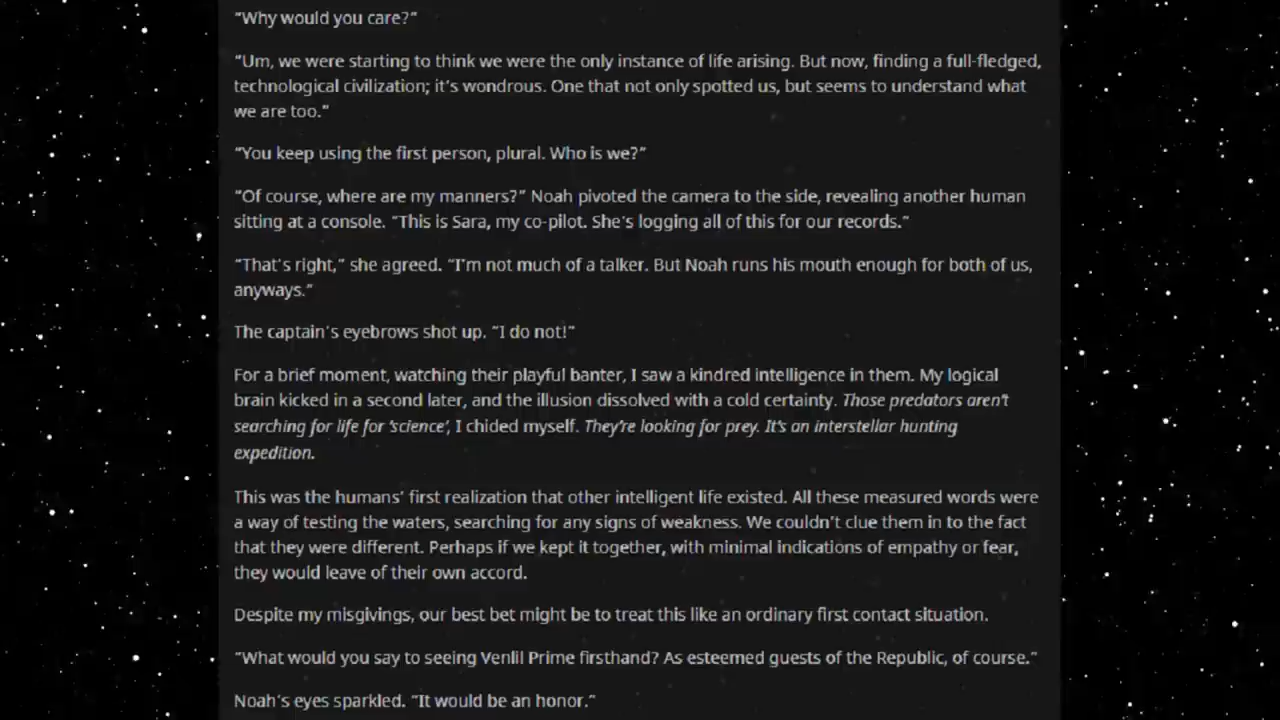 “Why would you care?”
“Um, we were starting to think we were the only instance of life arising. But now, finding a full-fledged,
technological civilization; it’s wondrous. One that not only spotted us, but seems to understand what
we are too.”
“You keep using the first person, plural. Who is we?”
“Of course, where are my manners?” Noah pivoted the camera to the side, revealing another human
sitting at a console. “This is Sara, my co-pilot. She’s logging all of this for our records.”
“That’s right,” she agreed. “I’m not much of a talker. But Noah runs his mouth enough for both of us,
anyways.”
The captain’s eyebrows shot up. “I do not!”
For a brief moment, watching their playful banter, I saw a kindred intelligence in them. My logical
brain kicked in a second later, and the illusion dissolved with a cold certainty. Those predators aren’t
searching for life for ‘science’, I chided myself. They’re looking for prey. It’s an interstellar hunting
expedition.
This was the humans’ first realization that other intelligent life existed. All these measured words were
a way of testing the waters, searching for any signs of weakness. We couldn’t clue them in to the fact
that they were different. Perhaps if we kept it together, with minimal indications of empathy or fear,
they would leave of their own accord.
Despite my misgivings, our best bet might be to treat this like an ordinary first contact situation.
“What would you say to seeing Venlil Prime firsthand? As esteemed guests of the Republic, of course.”
Noah’s eyes sparkled. “It would be an honor.”